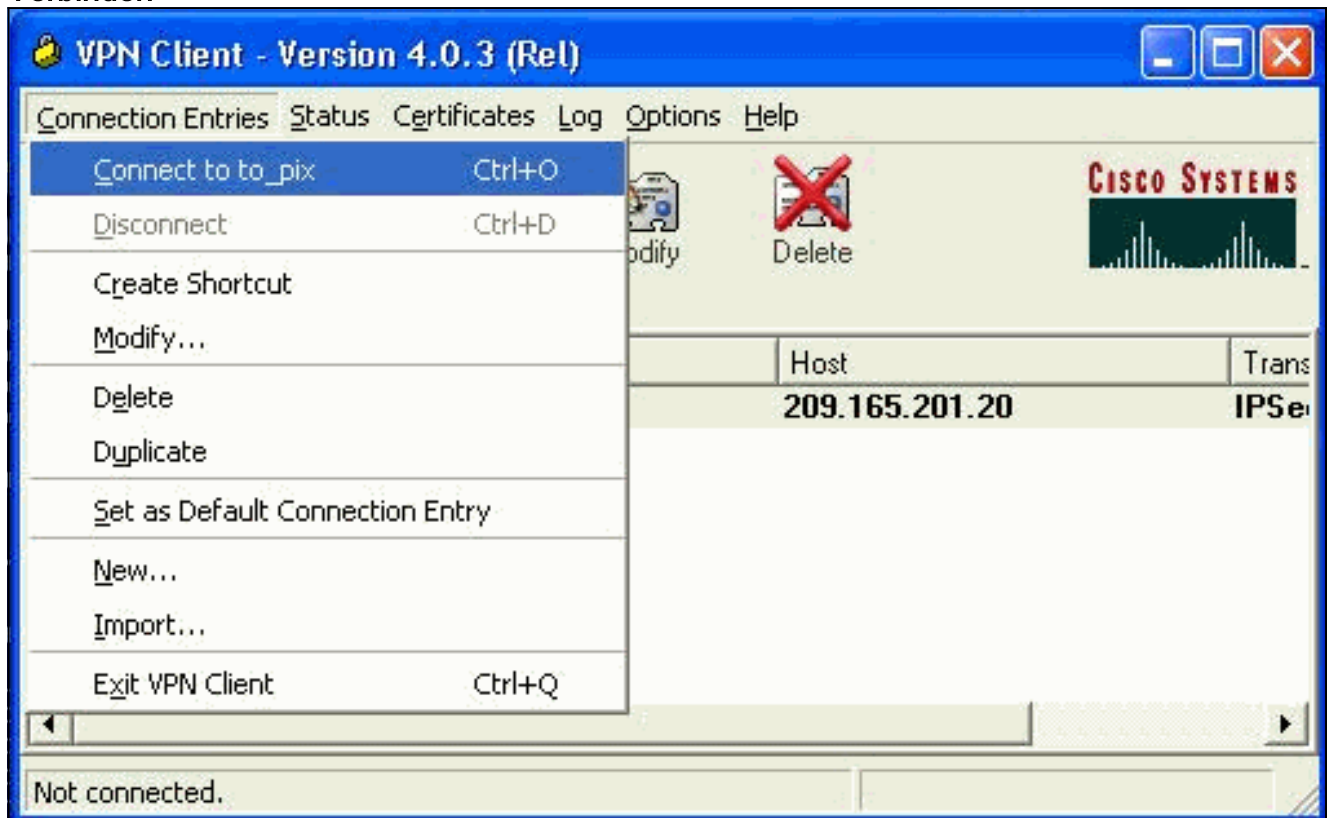 VPN Client - Version 4.0.3 (Rel)
Connection Entries Status Certificates Log Options Help
Connect to to_pix Ctrl+O
Disconnect Ctrl+D
Create Shortcut
Modify...
Delete
Duplicate
Set as Default Connection Entry
New...
Import...
Exit VPN Client Ctrl+Q
odify Delete
CISCO SYSTEMS
Host Trans
209.165.201.20 IPSe
Not connected.